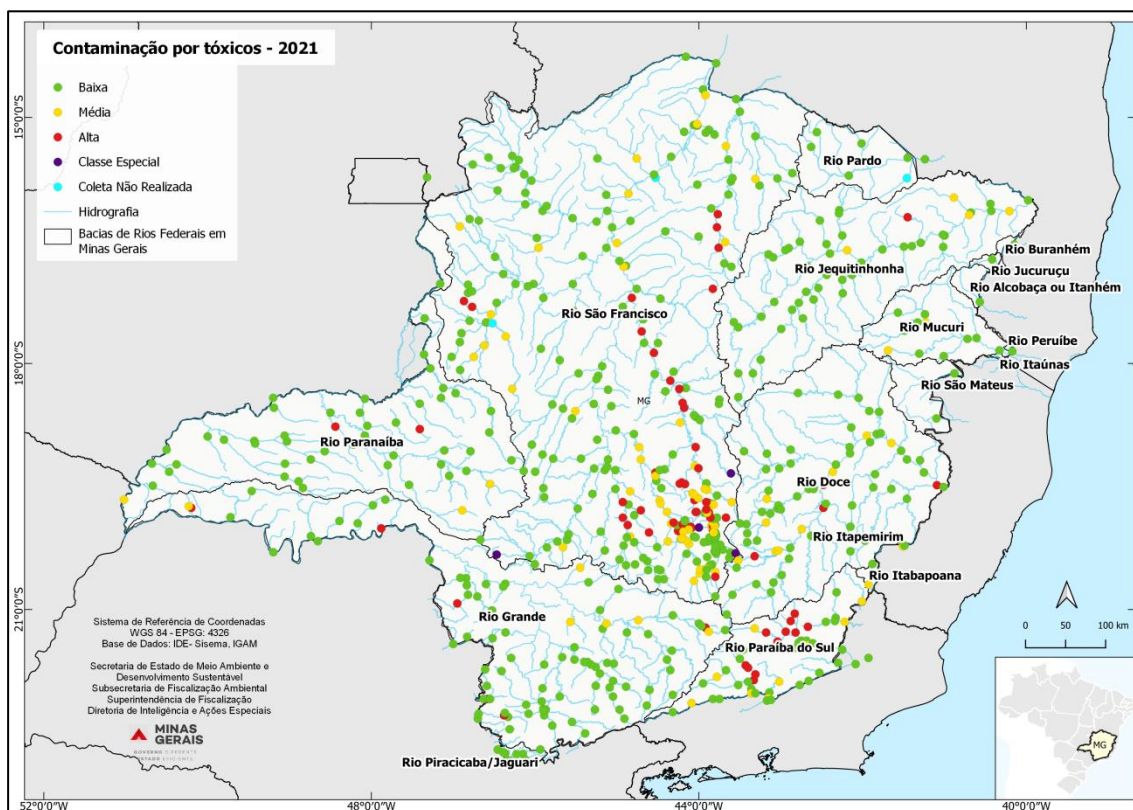 Contaminação por tóxicos - 2021
Baixa
Média
Alta
Classe Especial
Coleta Não Realizada
Hidrografia
Bacias de Rios Federais em
Minas Gerais
15°0'0"S
18°0'0"S
21°0'0"S
Rio Pardo
Rio Buranhém
Rio Jequitinhonha
Rio Jucuruçu
Rio Alcobaça ou Itanhém
Rio São Francisco
Rio Mucuri
Rio Peruíbe
Rio Itaúnas
Rio São Mateus
MG
Rio Paranaíba
Rio Doce
Rio Itapemirim
Rio Itabapoana
Rio Grande
Rio Paraíba do Sul
Rio Piracicaba/Jaguari
Sistema de Referência de Coordenadas
WGS 84 - EPSG: 4326
Base de Dados: IDE- Sisema, IGAM
Secretaria de Estado de Meio Ambiente e
Desenvolvimento Sustentável
Subsecretaria de Fiscalização Ambiental
Superintendência de Fiscalização
Diretoria de Inteligência e Ações Especiais
MINAS
GERAIS
GOVERNO DIFERENTE.
ESTADO EFICIENTE.
0 50 100 km
MG
52°0'0"O
48°0'0"O
44°0'0"O
40°0'0"O